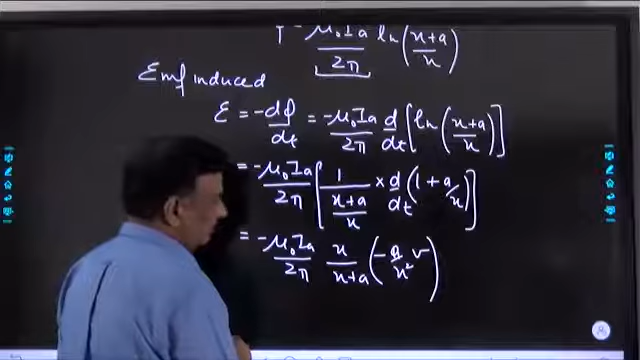 φ = μ₀Ia/2π ln((x+a)/x)
Emf induced
ε = -dφ/dt = -μ₀Ia/2π d/dt [ln((x+a)/x)]
= -μ₀Ia/2π [1/((x+a)/x) × d/dt (1 + a/x)]
= -μ₀Ia/2π x/(x+a) (-a/x² v)